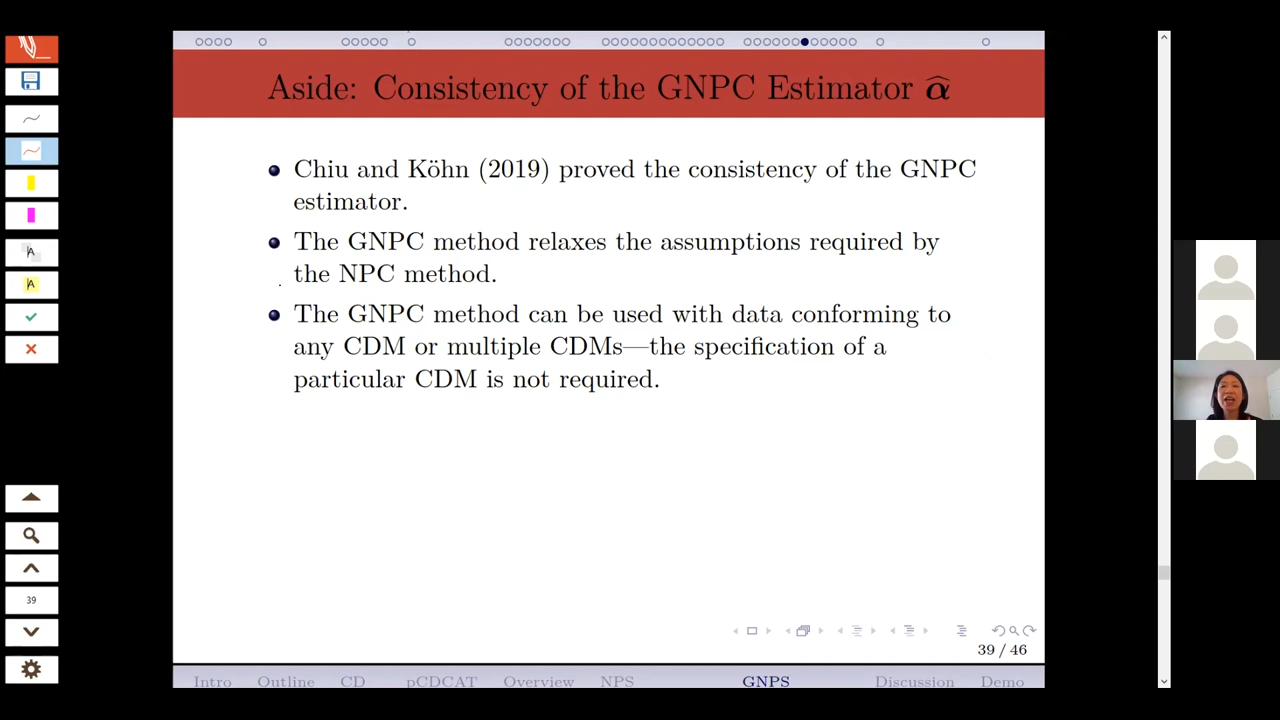 Aside: Consistency of the GNPC Estimator α̂
Chiu and Köhn (2019) proved the consistency of the GNPC
estimator.
The GNPC method relaxes the assumptions required by
the NPC method.
The GNPC method can be used with data conforming to
any CDM or multiple CDMs—the specification of a
particular CDM is not required.
A
A
39
39 / 46
Intro Outline CD pCDCAT Overview NPS GNPS Discussion Demo